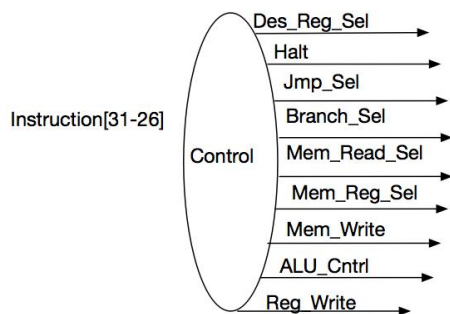 Des_Reg_Sel
Halt
Jmp_Sel
Instruction[31-26]
Branch_Sel
Control
Mem_Read_Sel
Mem_Reg_Sel
Mem_Write
ALU_Cntrl
Reg_Write